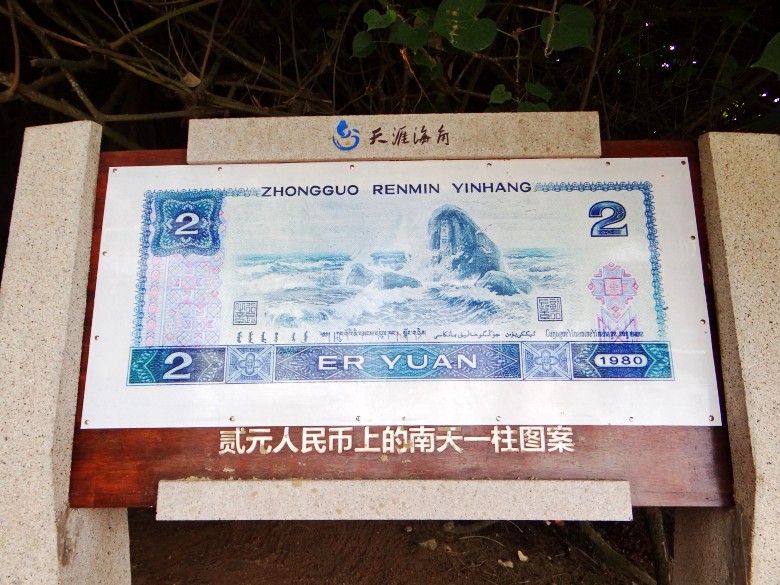 天涯海角
ZHONGGUO RENMIN YINHANG
2 2
2 ER YUAN 1980
贰元人民币上的南天一柱图案